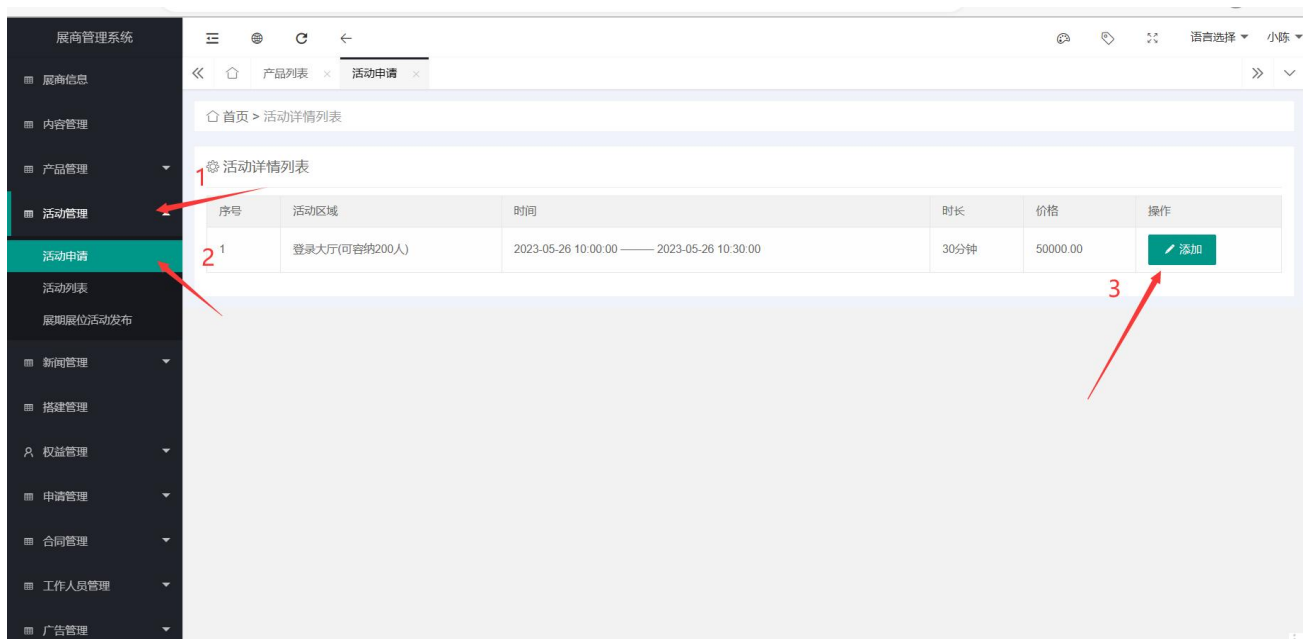 展商管理系统
语言选择
小陈
展商信息
产品列表 ×
活动申请 ×
内容管理
首页 > 活动详情列表
产品管理
活动详情列表
1
活动管理
序号 活动区域 时间 时长 价格 操作
活动申请
2
1 登录大厅(可容纳200人) 2023-05-26 10:00:00 ——— 2023-05-26 10:30:00 30分钟 50000.00 添加
活动列表
3
展期展位活动发布
新闻管理
搭建管理
权益管理
申请管理
合同管理
工作人员管理
广告管理